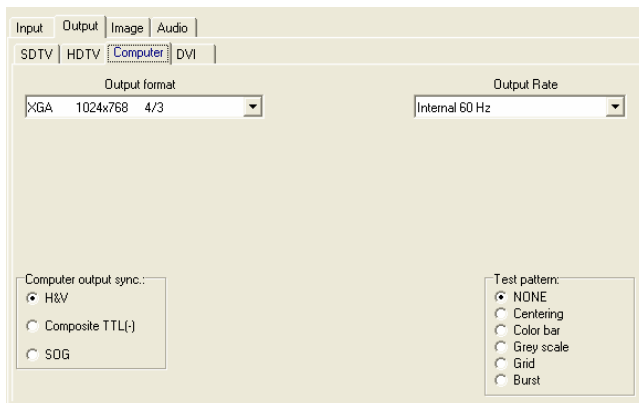 Input Output Image Audio
SDTV HDTV Computer DVI
Output format
Output Rate
XGA 1024x768 4/3
Internal 60 Hz
Computer output sync.:
H&V
Composite TTL(-)
SOG
Test pattern:
NONE
Centering
Color bar
Grey scale
Grid
Burst